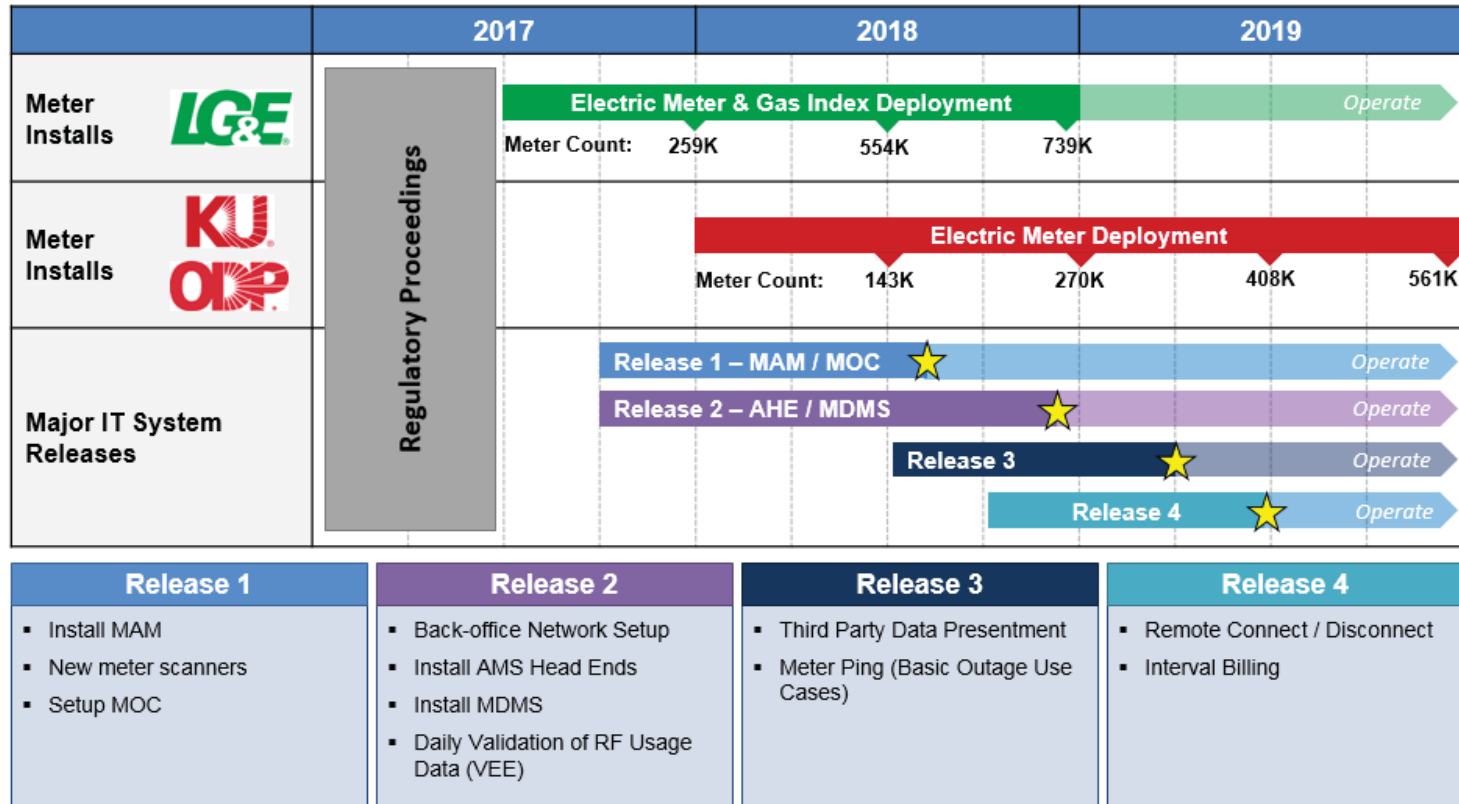 2017 2018 2019
Meter
Installs
LG&E
Electric Meter & Gas Index Deployment
Operate
Meter Count: 259K 554K 739K
Regulatory Proceedings
Meter
Installs
KU
ODP
Electric Meter Deployment
Meter Count: 143K 270K 408K 561K
Major IT System
Releases
Release 1 – MAM / MOC
Operate
Release 2 – AHE / MDMS
Operate
Release 3
Operate
Release 4
Operate
Release 1
▪ Install MAM
▪ New meter scanners
▪ Setup MOC
Release 2
▪ Back-office Network Setup
▪ Install AMS Head Ends
▪ Install MDMS
▪ Daily Validation of RF Usage
Data (VEE)
Release 3
▪ Third Party Data Presentment
▪ Meter Ping (Basic Outage Use
Cases)
Release 4
▪ Remote Connect / Disconnect
▪ Interval Billing